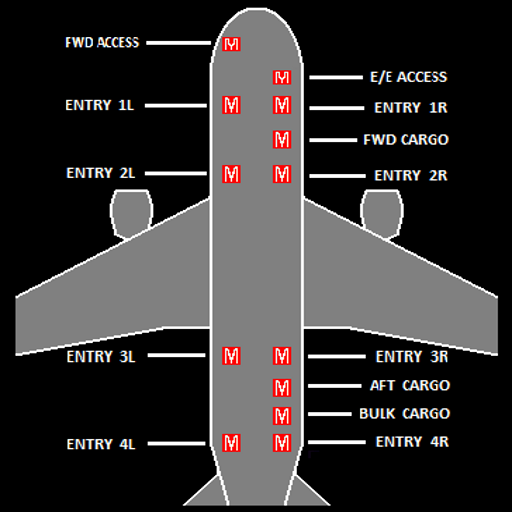 FWD ACCESS
M
M
E/E ACCESS
ENTRY 1L
M
M
ENTRY 1R
M
FWD CARGO
ENTRY 2L
M
M
ENTRY 2R
ENTRY 3L
M
M
ENTRY 3R
M
AFT CARGO
M
BULK CARGO
ENTRY 4L
M
M
ENTRY 4R